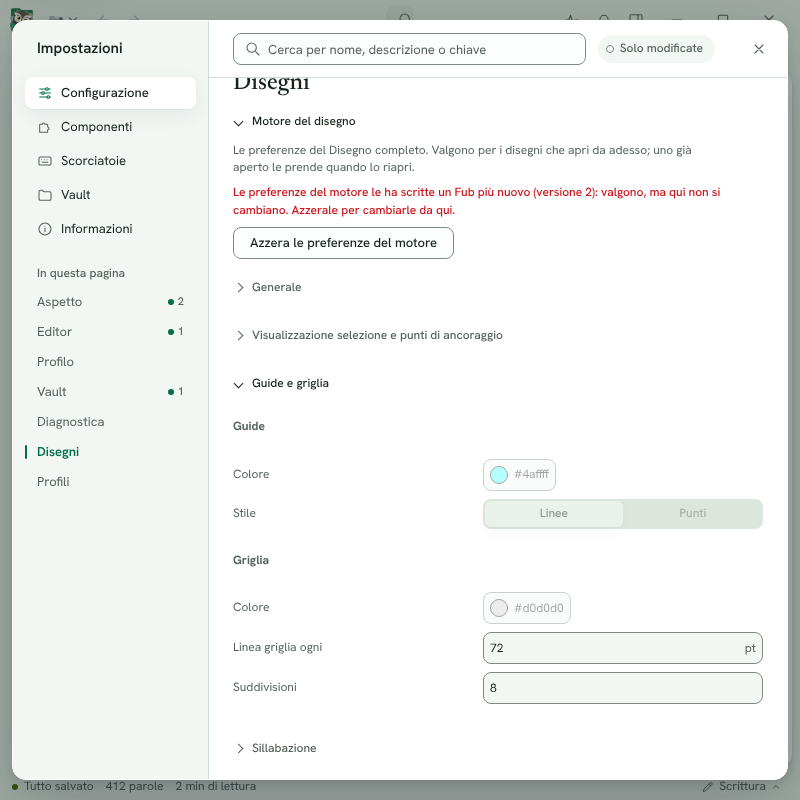 Impostazioni
Cerca per nome, descrizione o chiave
Solo modificate
Configurazione
Componenti
Scorciatoie
Vault
Informazioni
In questa pagina
Aspetto 2
Editor 1
Profilo
Vault 1
Diagnostica
Disegni
Profili
Disegni
Motore del disegno
Le preferenze del Disegno completo. Valgono per i disegni che apri da adesso; uno già
aperto le prende quando lo riapri.
Le preferenze del motore le ha scritte un Fub più nuovo (versione 2): valgono, ma qui non si
cambiano. Azzerale per cambiarle da qui.
Azzera le preferenze del motore
Generale
Visualizzazione selezione e punti di ancoraggio
Guide e griglia
Guide
Colore #4affff
Stile Linee Punti
Griglia
Colore #d0d0d0
Linea griglia ogni 72 pt
Suddivisioni 8
Sillabazione
Tutto salvato 412 parole 2 min di lettura Scrittura